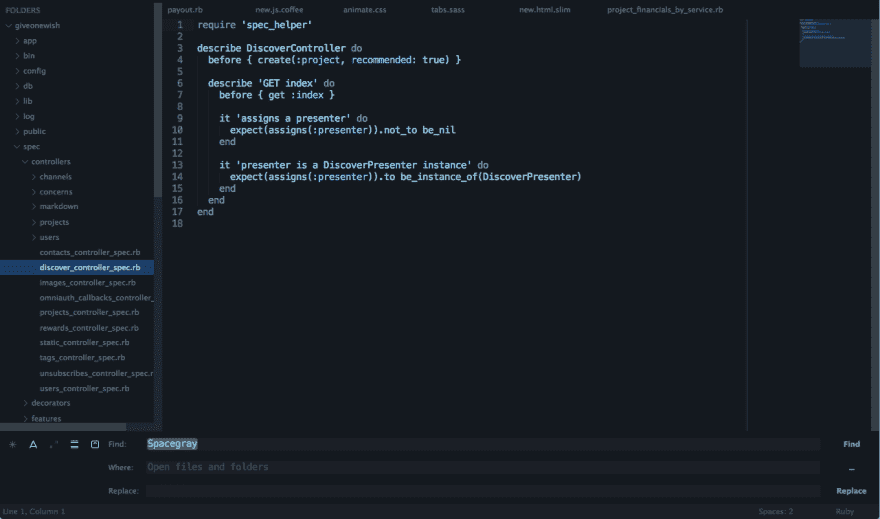 FOLDERS
giveonewish
app
bin
config
db
lib
log
public
spec
controllers
channels
concerns
markdown
projects
users
contacts_controller_spec.rb
discover_controller_spec.rb
images_controller_spec.rb
omniauth_callbacks_controller_
projects_controller_spec.rb
rewards_controller_spec.rb
static_controller_spec.rb
tags_controller_spec.rb
unsubscribes_controller_spec.r
users_controller_spec.rb
decorators
features
payout.rb new.js.coffee animate.css tabs.sass new.html.slim project_financials_by_service.rb
1 require 'spec_helper'
2
3 describe DiscoverController do
4 before { create(:project, recommended: true) }
5
6 describe 'GET index' do
7 before { get :index }
8
9 it 'assigns a presenter' do
10 expect(assigns(:presenter)).not_to be_nil
11 end
12
13 it 'presenter is a DiscoverPresenter instance' do
14 expect(assigns(:presenter)).to be_instance_of(DiscoverPresenter)
15 end
16 end
17 end
18
A .* Find: Spacegray Find
Where: Open files and folders …
Replace: Replace
Line 1, Column 1 Spaces: 2 Ruby